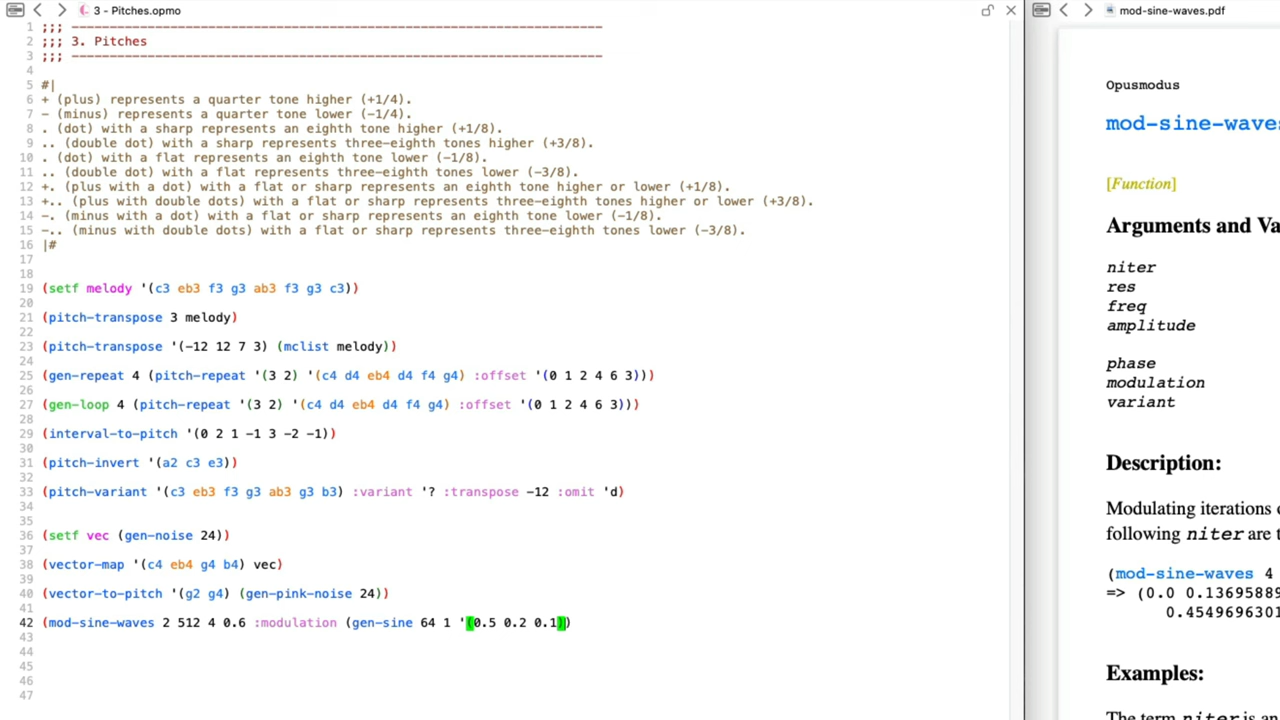 3 - Pitches.opmo
1 ;;; ---------------------------------------------------------------------
2 ;;; 3. Pitches
3 ;;; ---------------------------------------------------------------------
4
5 #|
6 + (plus) represents a quarter tone higher (+1/4).
7 - (minus) represents a quarter tone lower (-1/4).
8 . (dot) with a sharp represents an eighth tone higher (+1/8).
9 .. (double dot) with a sharp represents three-eighth tones higher (+3/8).
10 . (dot) with a flat represents an eighth tone lower (-1/8).
11 .. (double dot) with a flat represents three-eighth tones lower (-3/8).
12 +. (plus with a dot) with a flat or sharp represents an eighth tone higher or lower (+1/8).
13 +.. (plus with double dots) with a flat or sharp represents three-eighth tones higher or lower (+3/8).
14 -. (minus with a dot) with a flat or sharp represents an eighth tone lower (-1/8).
15 -.. (minus with double dots) with a flat or sharp represents three-eighth tones lower (-3/8).
16 |#
17
18
19 (setf melody '(c3 eb3 f3 g3 ab3 f3 g3 c3))
20
21 (pitch-transpose 3 melody)
22
23 (pitch-transpose '(-12 12 7 3) (mclist melody))
24
25 (gen-repeat 4 (pitch-repeat '(3 2) '(c4 d4 eb4 d4 f4 g4) :offset '(0 1 2 4 6 3)))
26
27 (gen-loop 4 (pitch-repeat '(3 2) '(c4 d4 eb4 d4 f4 g4) :offset '(0 1 2 4 6 3)))
28
29 (interval-to-pitch '(0 2 1 -1 3 -2 -1))
30
31 (pitch-invert '(a2 c3 e3))
32
33 (pitch-variant '(c3 eb3 f3 g3 ab3 g3 b3) :variant '? :transpose -12 :omit 'd)
34
35
36 (setf vec (gen-noise 24))
37
38 (vector-map '(c4 eb4 g4 b4) vec)
39
40 (vector-to-pitch '(g2 g4) (gen-pink-noise 24))
41
42 (mod-sine-waves 2 512 4 0.6 :modulation (gen-sine 64 1 '(0.5 0.2 0.1)))
43
44
45
46
47
mod-sine-waves.pdf
Opusmodus
mod-sine-waves
[Function]
Arguments and Va
niter
res
freq
amplitude
phase
modulation
variant
Description:
Modulating iterations o
following niter are t
(mod-sine-waves 4
=> (0.0 0.13695889
0.4549696301
Examples:
The term niter is an